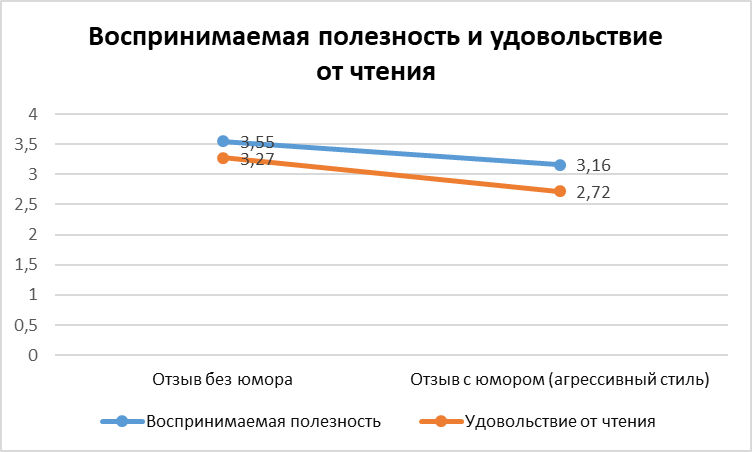 Воспринимаемая полезность и удовольствие
от чтения
4
3,5
3
2,5
2
1,5
1
0,5
0
3,55
3,27
3,16
2,72
Отзыв без юмора
Отзыв с юмором (агрессивный стиль)
Воспринимаемая полезность
Удовольствие от чтения